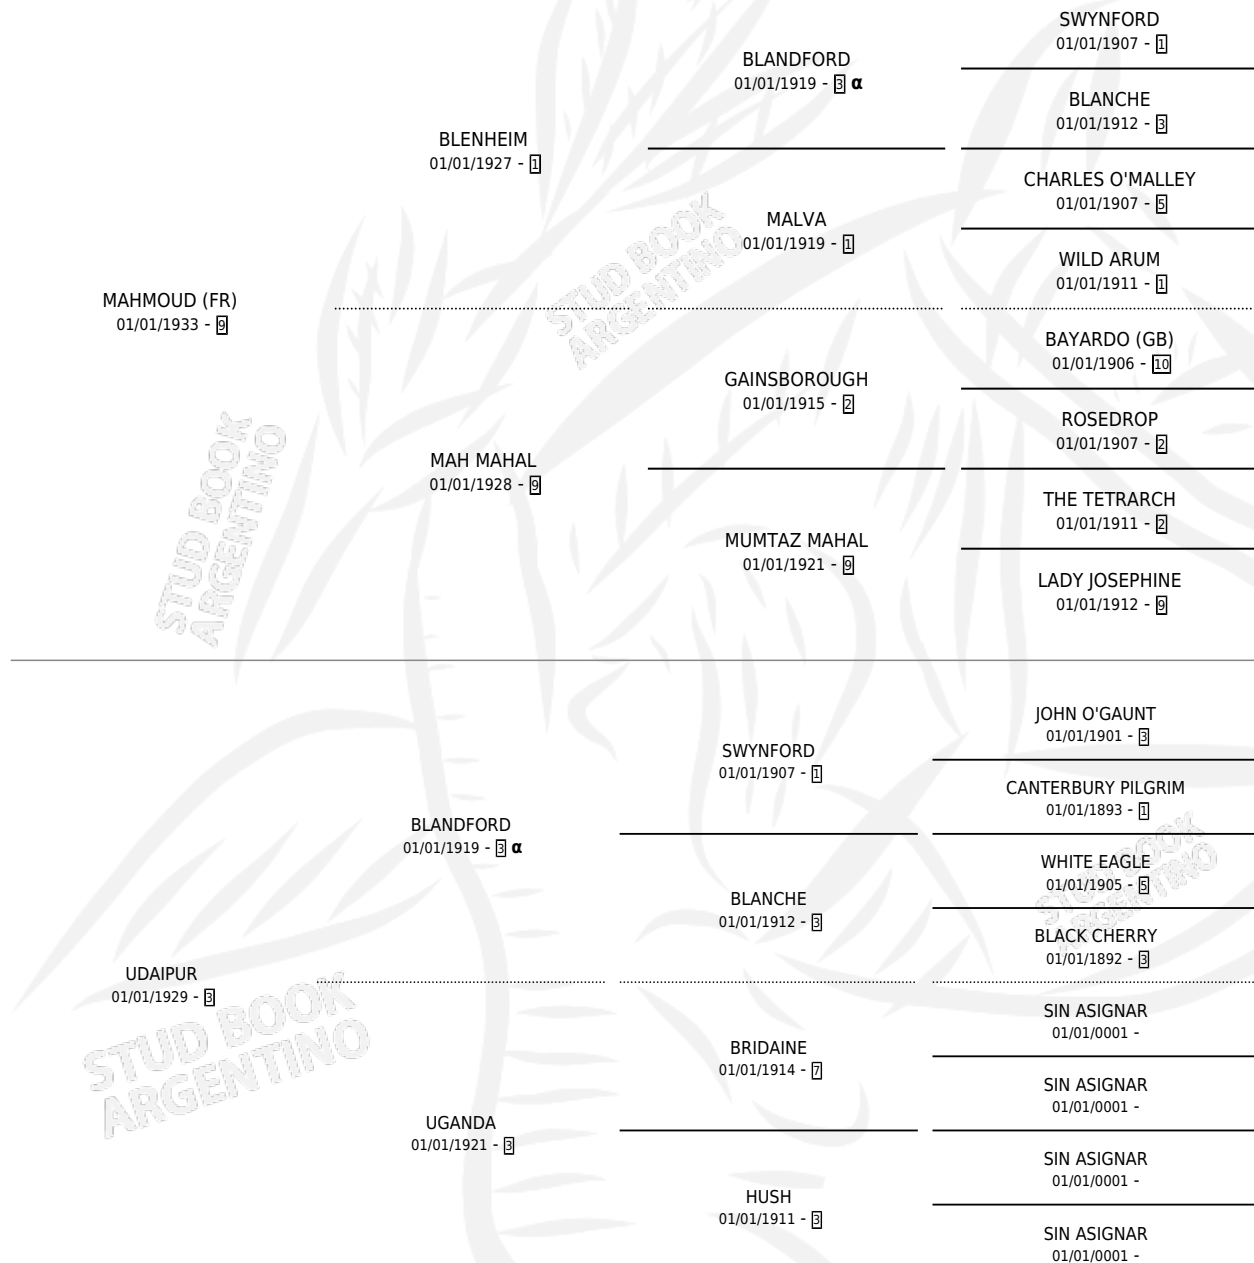 SWYNFORD
01/01/1907 - 1
BLANDFORD
01/01/1919 - 3 α
BLANCHE
01/01/1912 - 3
BLENHEIM
01/01/1927 - 1
CHARLES O'MALLEY
01/01/1907 - 5
MALVA
01/01/1919 - 1
WILD ARUM
01/01/1911 - 1
STUD BOOK
ARGENTINO
MAHMOUD (FR)
01/01/1933 - 9
BAYARDO (GB)
01/01/1906 - 10
GAINSBOROUGH
01/01/1915 - 2
ROSEDROP
01/01/1907 - 2
MAH MAHAL
01/01/1928 - 9
THE TETRARCH
01/01/1911 - 2
MUMTAZ MAHAL
01/01/1921 - 9
LADY JOSEPHINE
01/01/1912 - 9
STUD BOOK
ARGENTINO
JOHN O'GAUNT
01/01/1901 - 3
SWYNFORD
01/01/1907 - 1
CANTERBURY PILGRIM
01/01/1893 - 1
BLANDFORD
01/01/1919 - 3 α
WHITE EAGLE
01/01/1905 - 5
BLANCHE
01/01/1912 - 3
BLACK CHERRY
01/01/1892 - 3
STUD BOOK
ARGENTINO
UDAIPUR
01/01/1929 - 3
SIN ASIGNAR
01/01/0001 -
BRIDAINE
01/01/1914 - 7
SIN ASIGNAR
01/01/0001 -
STUD BOOK
ARGENTINO
UGANDA
01/01/1921 - 3
SIN ASIGNAR
01/01/0001 -
HUSH
01/01/1911 - 3
SIN ASIGNAR
01/01/0001 -